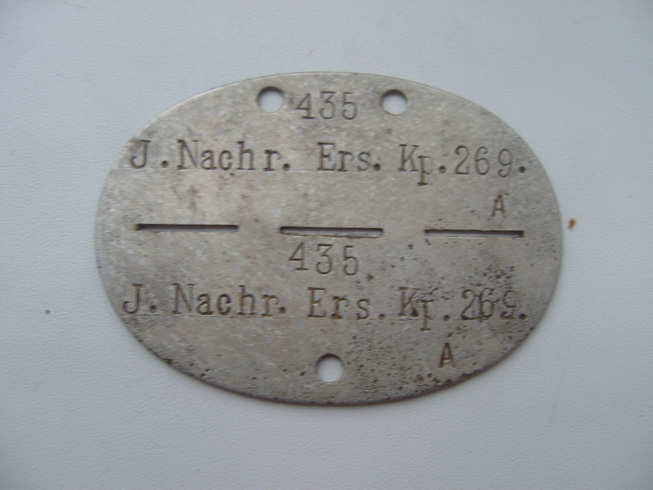 435
J. Nachr. Ers. Kp. 269.
A
435
J. Nachr. Ers. Kp. 269.
A